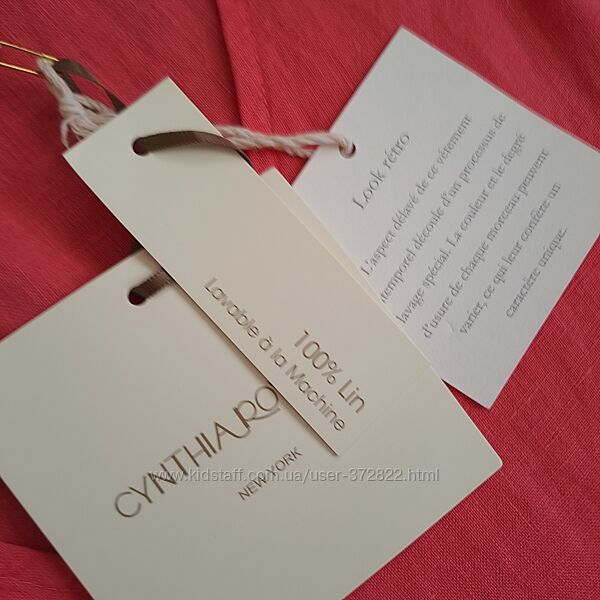 Look rétro
L'aspect délavé de ce vêtement
intemporel découle d'un processus de
lavage spécial. La couleur et le degré
d'usure de chaque morceau peuvent
varier, ce qui leur confère un
caractère unique.
100% Lin
Lavable à la Machine
CYNTHIA RO
NEW YORK
www.kidstaff.com.ua/user-372822.html